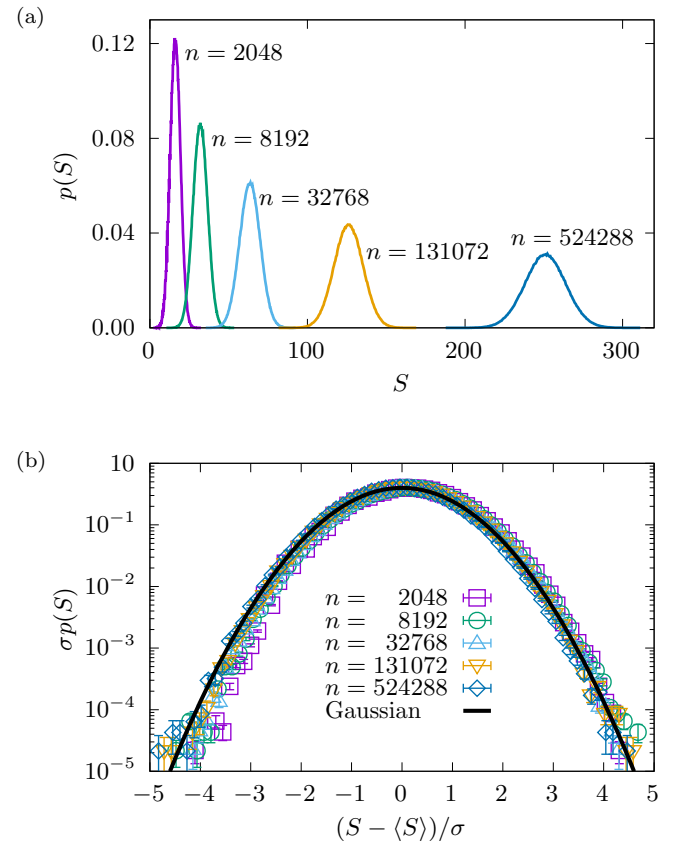 (a)
0.12
0.08
0.04
0.00
p(S)
n = 2048
n = 8192
n = 32768
n = 131072
n = 524288
0 100 200 300
S
(b)
10
10⁻¹
10⁻²
10⁻³
10⁻⁴
10⁻⁵
σp(S)
n = 2048
n = 8192
n = 32768
n = 131072
n = 524288
Gaussian
−5 −4 −3 −2 −1 0 1 2 3 4 5
(S − ⟨S⟩)/σ